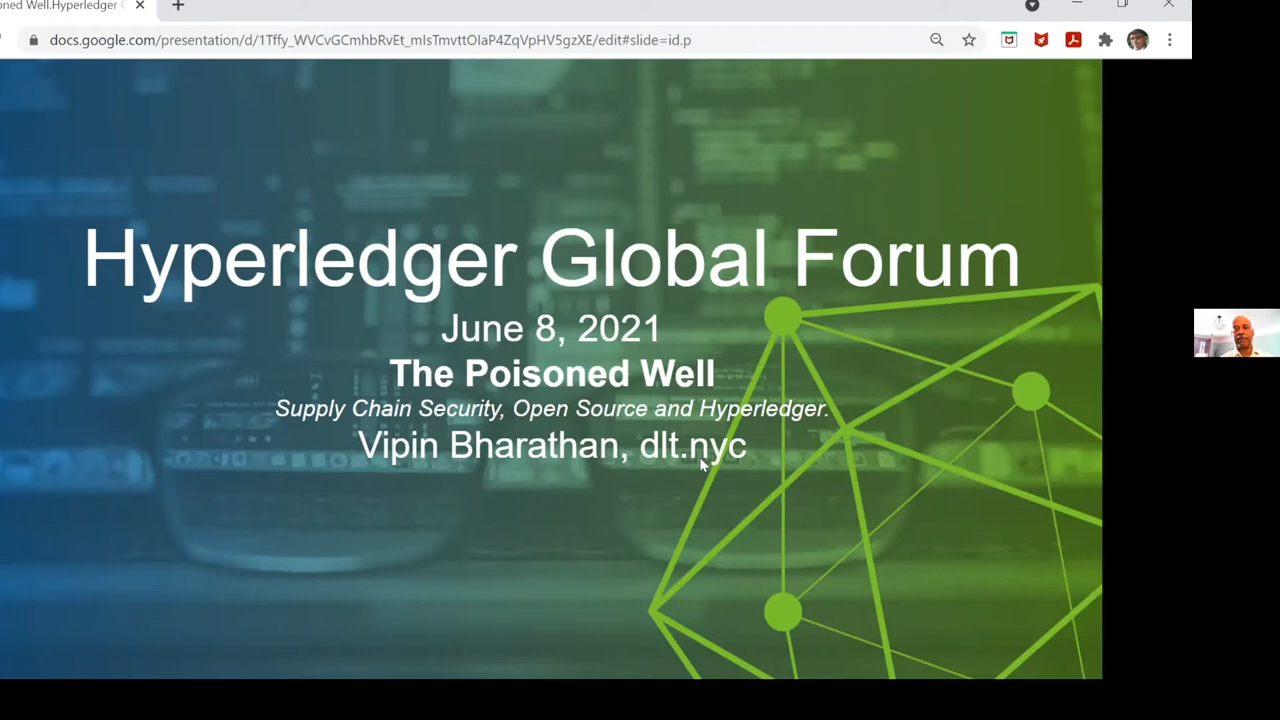 oned Well.Hyperledger
docs.google.com/presentation/d/1Tffy_WVCvGCmhbRvEt_mIsTmvttOIaP4ZqVpHV5gzXE/edit#slide=id.p
Hyperledger Global Forum
June 8, 2021
The Poisoned Well
Supply Chain Security, Open Source and Hyperledger.
Vipin Bharathan, dlt.nyc